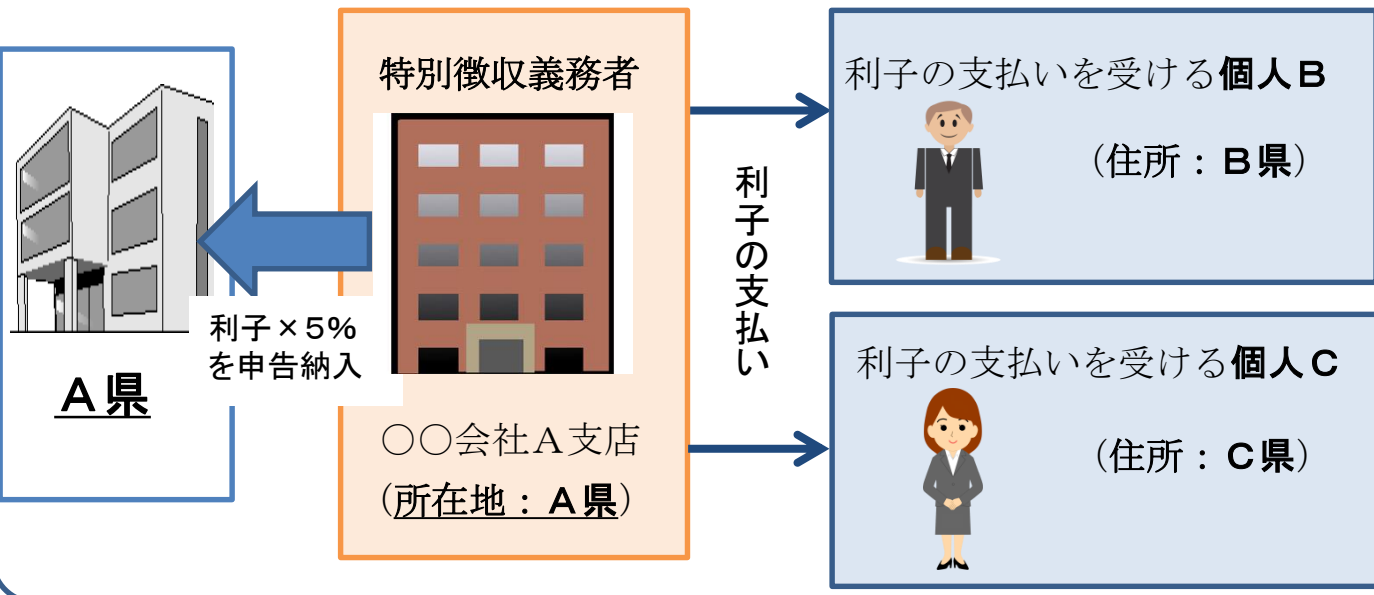 特別徴収義務者
利子×5%
を申告納入
A県
〇〇会社A支店
(所在地:A県)
利子の支払い
利子の支払いを受ける個人B
(住所:B県)
利子の支払いを受ける個人C
(住所:C県)